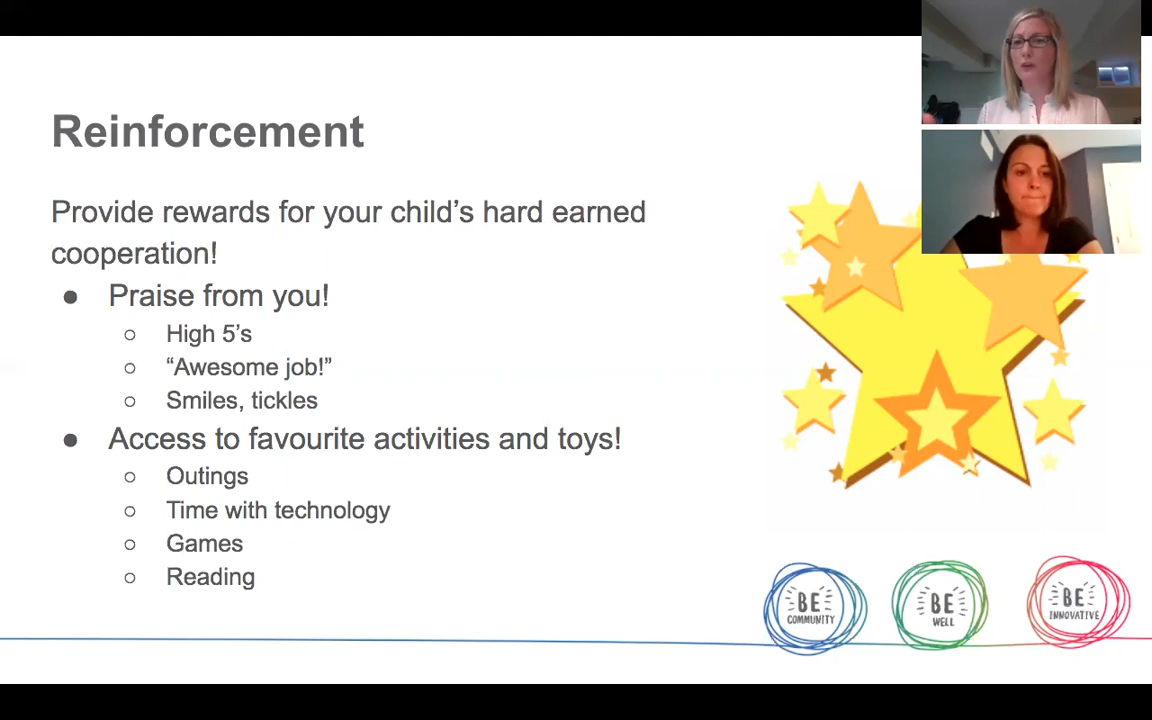 Reinforcement
Provide rewards for your child's hard earned
cooperation!
● Praise from you!
○ High 5's
○ “Awesome job!”
○ Smiles, tickles
● Access to favourite activities and toys!
○ Outings
○ Time with technology
○ Games
○ Reading
BE
COMMUNITY
BE
WELL
BE
INNOVATIVE